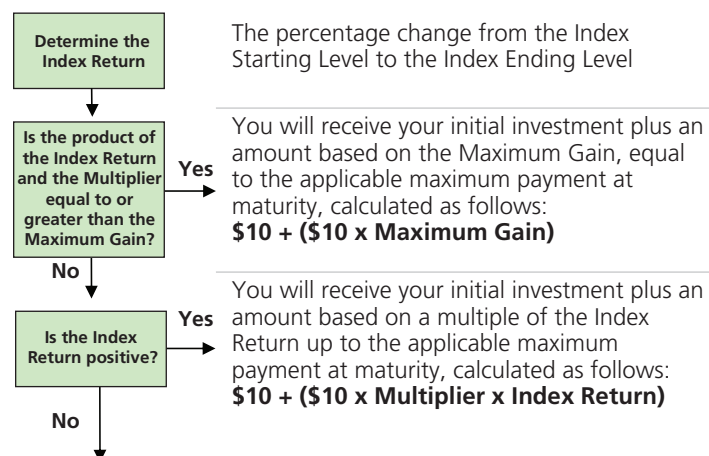 Determine the
Index Return
The percentage change from the Index
Starting Level to the Index Ending Level
Is the product of
the Index Return
and the Multiplier
equal to or
greater than the
Maximum Gain?
Yes
You will receive your initial investment plus an
amount based on the Maximum Gain, equal
to the applicable maximum payment at
maturity, calculated as follows:
$10 + ($10 x Maximum Gain)
No
Is the Index
Return positive?
Yes
You will receive your initial investment plus an
amount based on a multiple of the Index
Return up to the applicable maximum
payment at maturity, calculated as follows:
$10 + ($10 x Multiplier x Index Return)
No